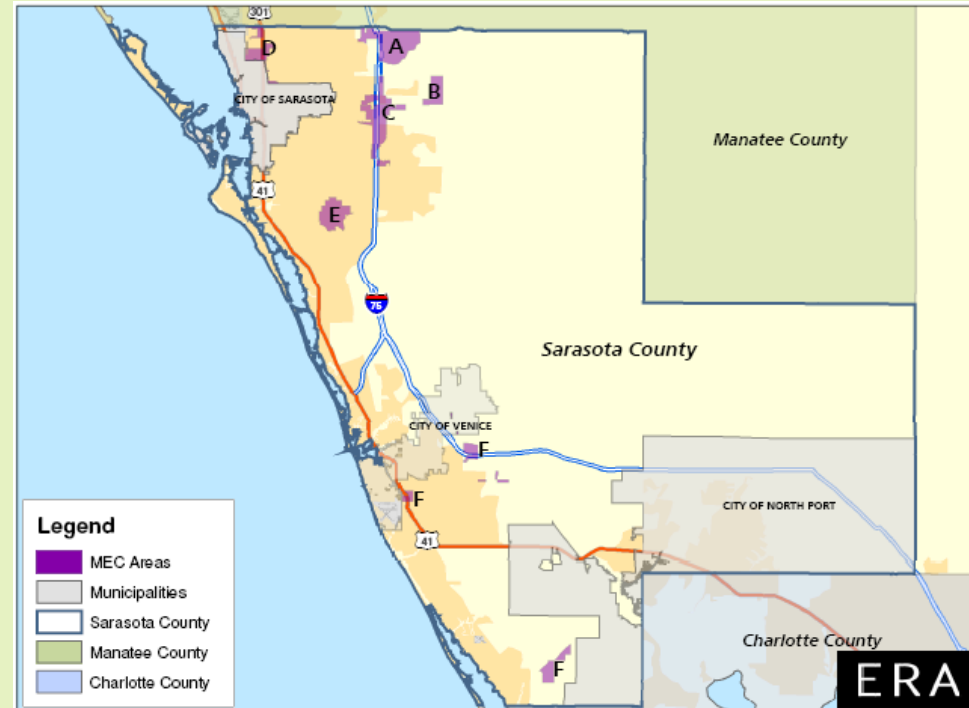 301
D
A
B
CITY OF SARASOTA
C
Manatee County
41
E
75
Sarasota County
CITY OF VENICE
F
F
CITY OF NORTH PORT
41
Legend
MEC Areas
Municipalities
Sarasota County
Manatee County
Charlotte County
Charlotte County
F
ERA